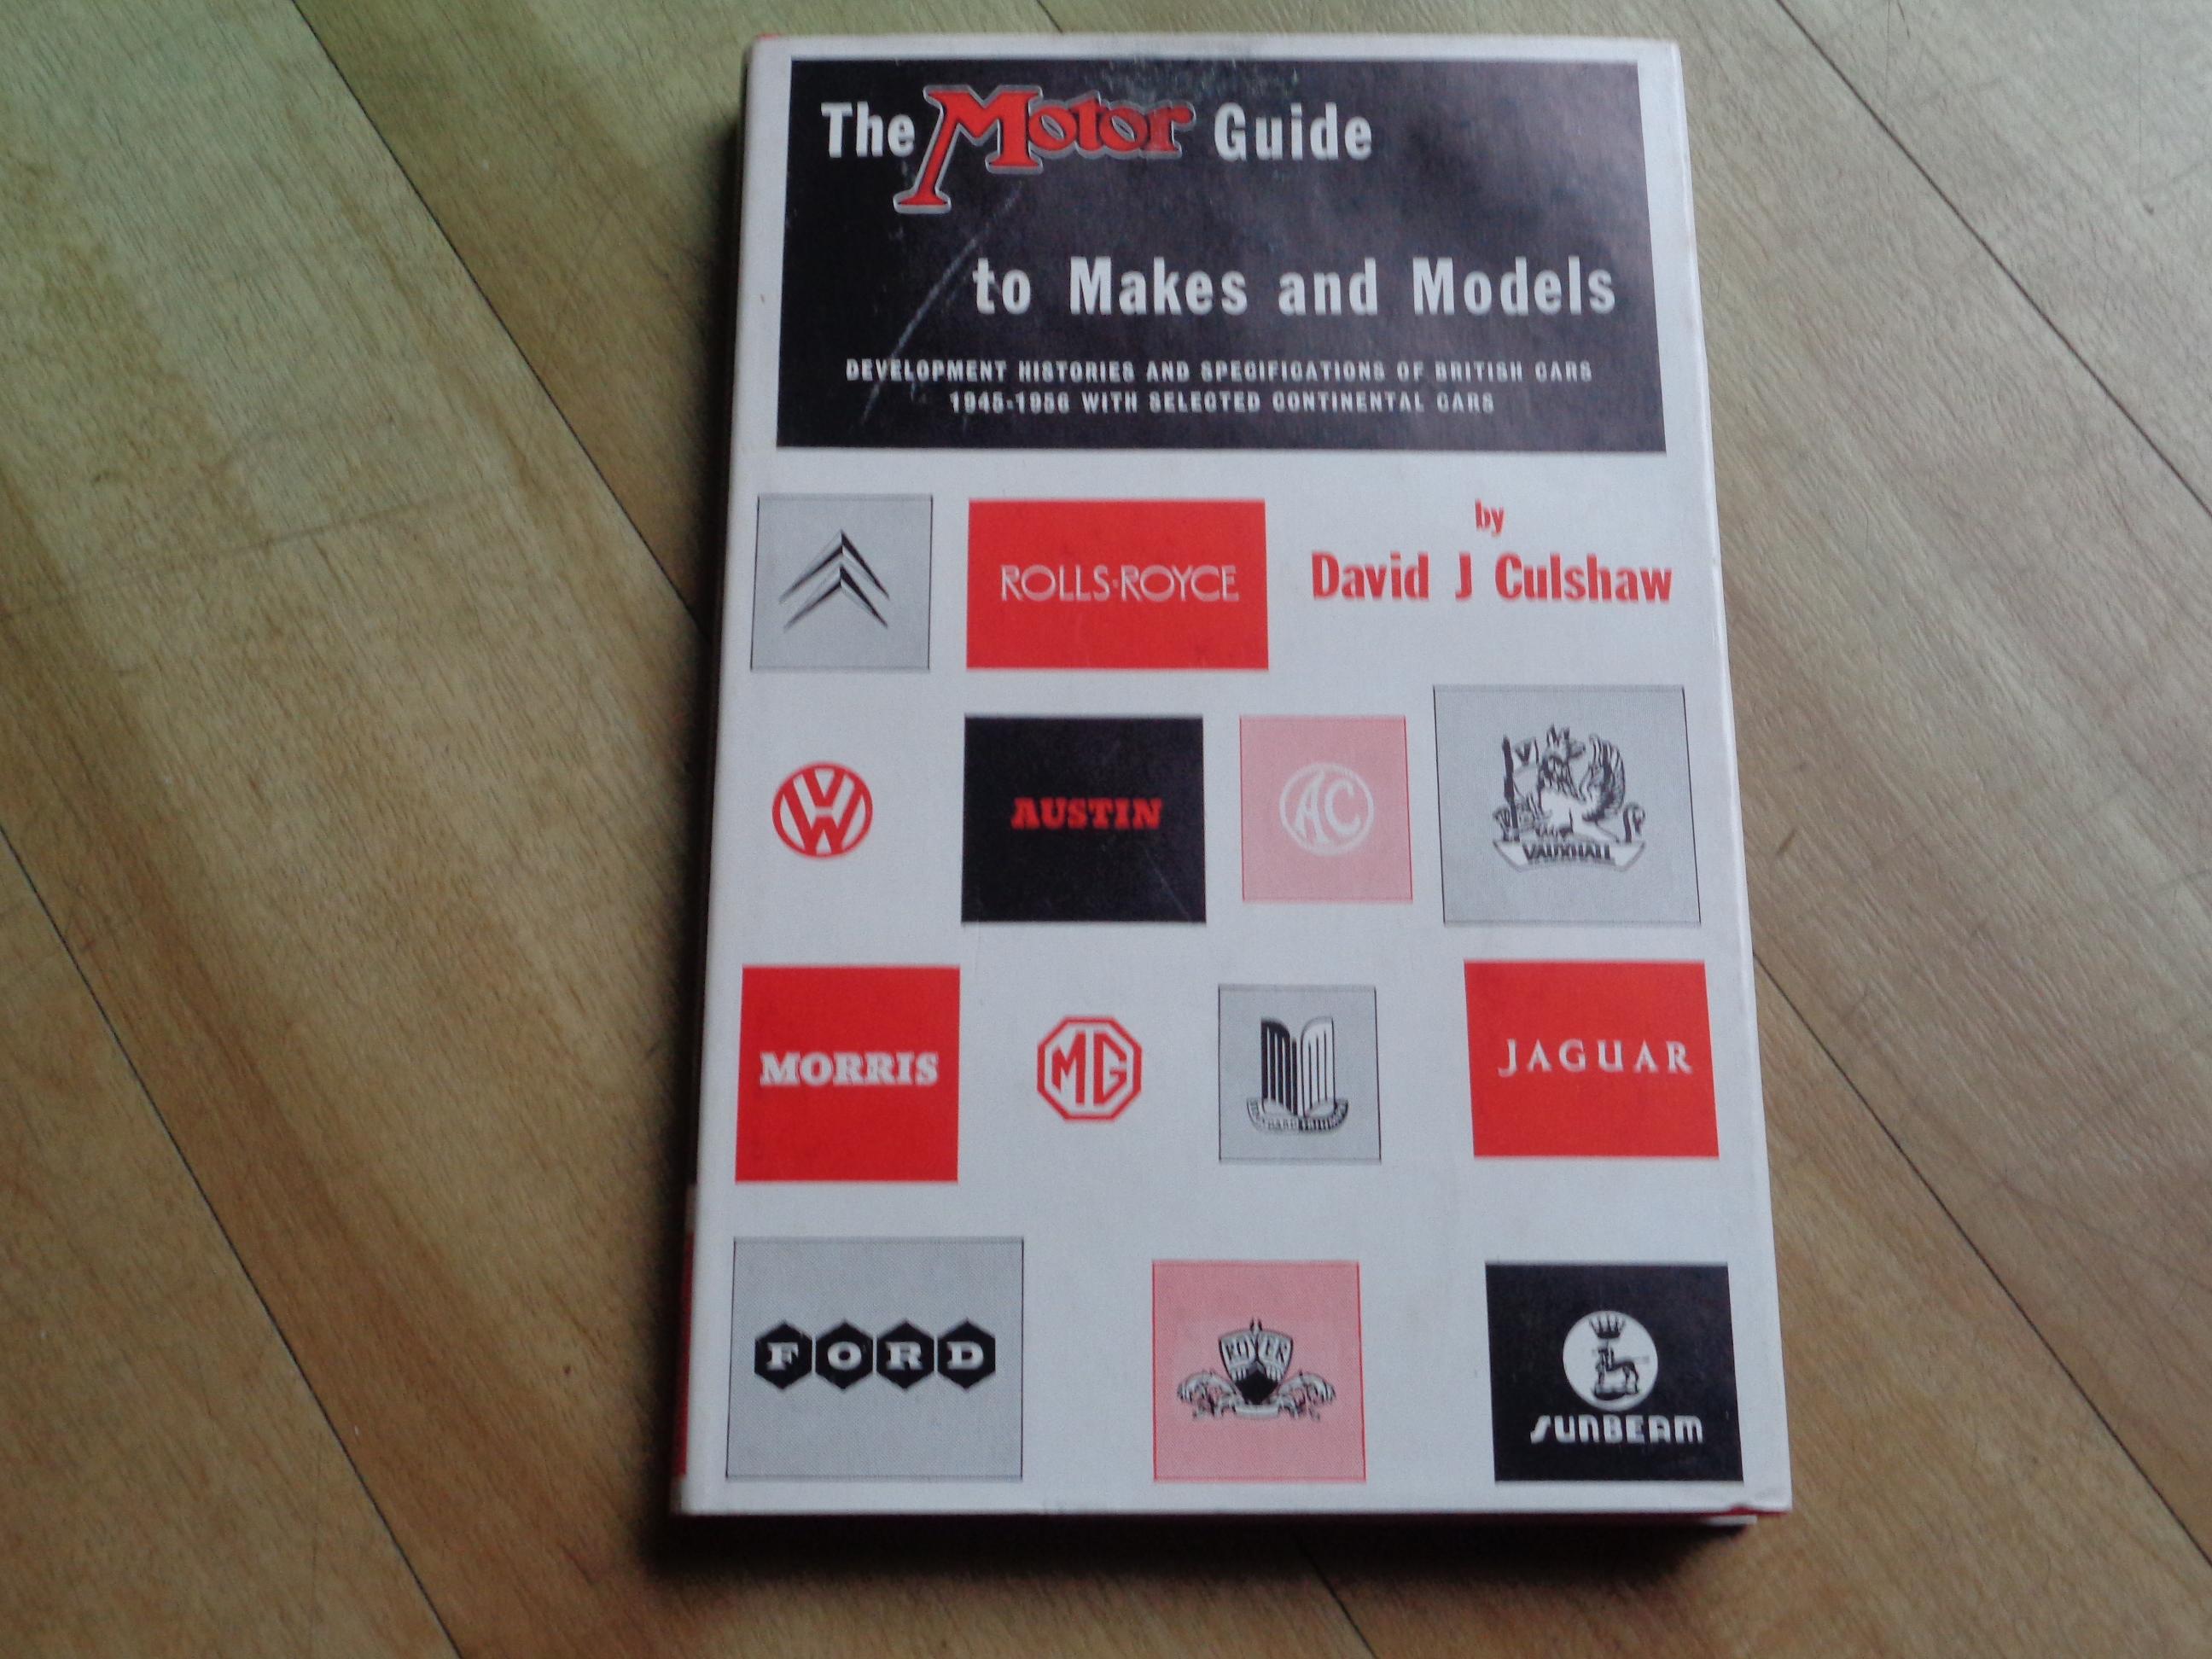 The Motor Guide
to Makes and Models
DEVELOPMENT HISTORIES AND SPECIFICATIONS OF BRITISH CARS
1945-1956 WITH SELECTED CONTINENTAL CARS
by
David J Culshaw
ROLLS-ROYCE
VW
AUSTIN
AC
VAUXHALL
MORRIS
MG
JAGUAR
FORD
ROVER
SUNBEAM